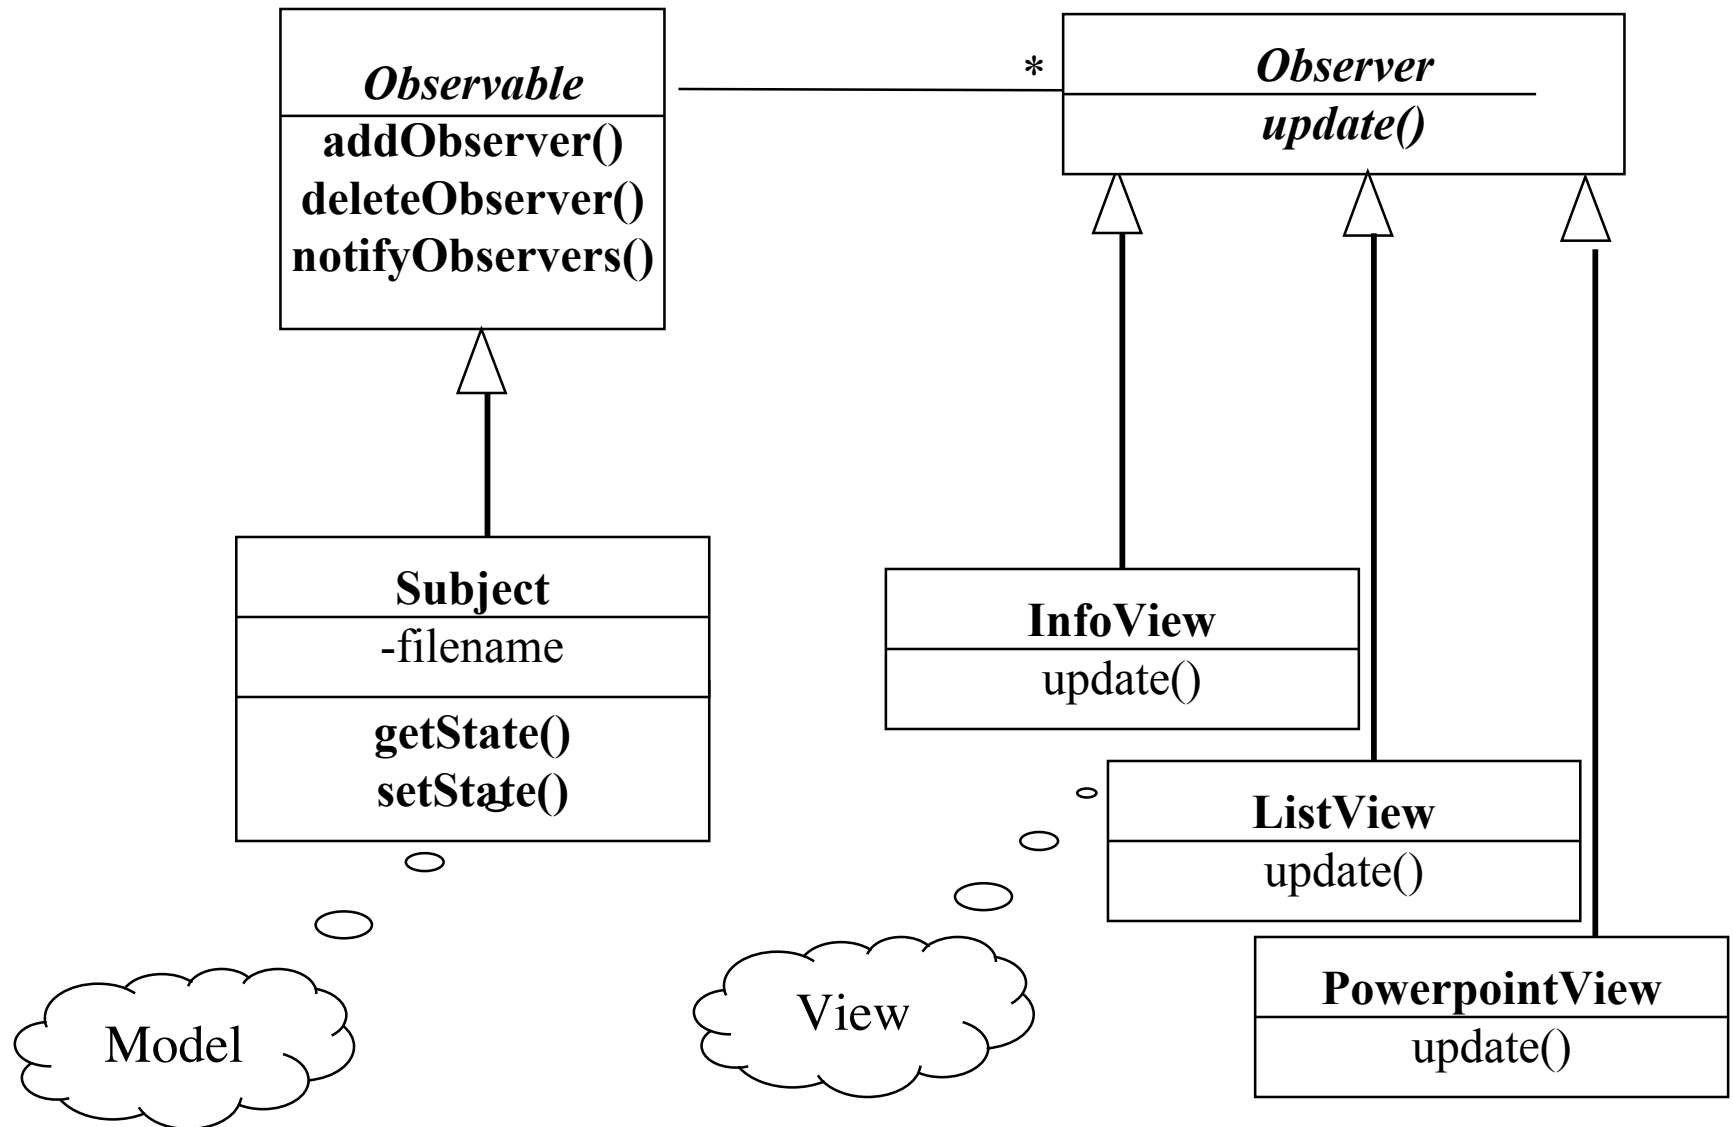 Observable
addObserver()
deleteObserver()
notifyObservers()
*
Observer
update()
Subject
-filename
getState()
setState()
InfoView
update()
ListView
update()
PowerpointView
update()
Model
View